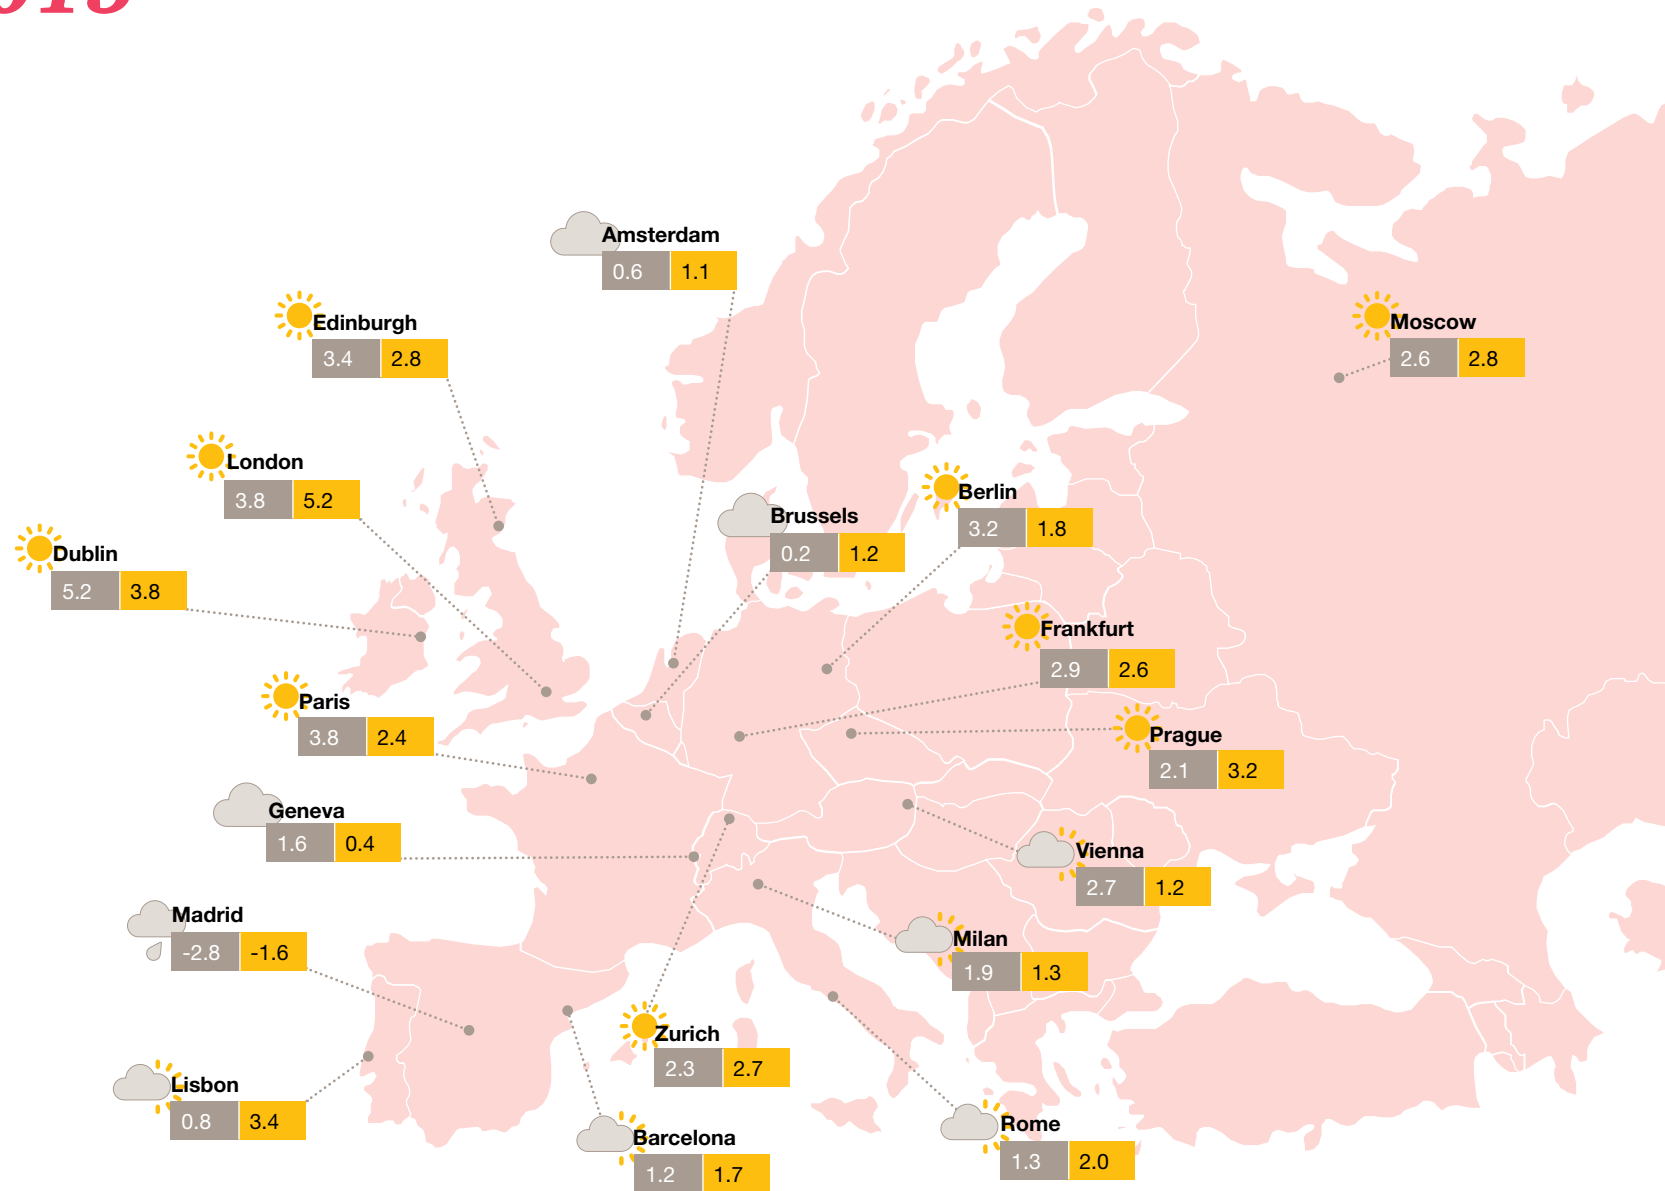 Amsterdam
0.6 1.1
Edinburgh
3.4 2.8
Moscow
2.6 2.8
London
3.8 5.2
Berlin
3.2 1.8
Brussels
0.2 1.2
Dublin
5.2 3.8
Frankfurt
2.9 2.6
Paris
3.8 2.4
Prague
2.1 3.2
Geneva
1.6 0.4
Vienna
2.7 1.2
Madrid
-2.8 -1.6
Milan
1.9 1.3
Zurich
2.3 2.7
Lisbon
0.8 3.4
Rome
1.3 2.0
Barcelona
1.2 1.7